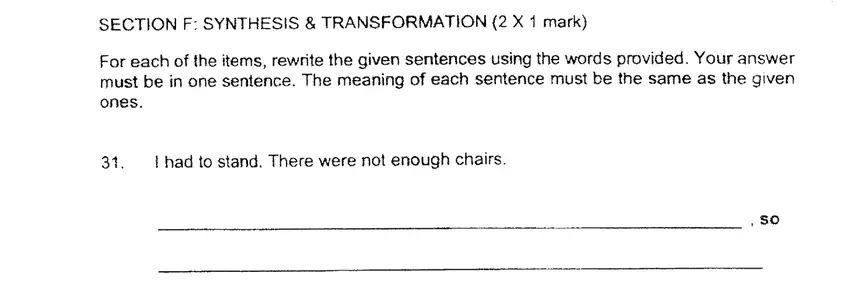 SECTION F: SYNTHESIS & TRANSFORMATION (2 X 1 mark)
For each of the items, rewrite the given sentences using the words provided. Your answer
must be in one sentence. The meaning of each sentence must be the same as the given
ones.
31. I had to stand. There were not enough chairs.
, so